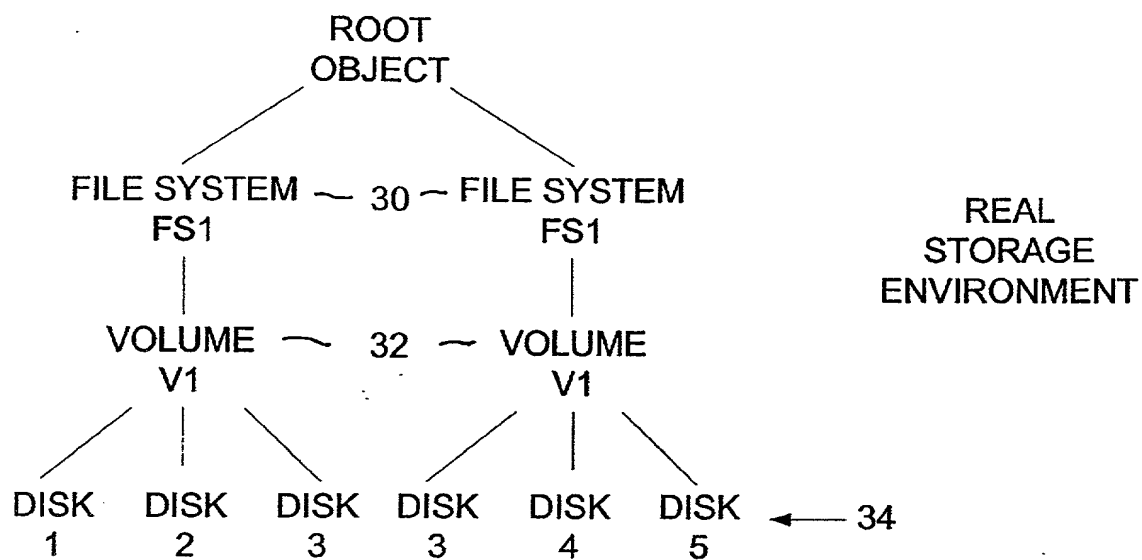 ROOT
OBJECT
FILE SYSTEM 30 FILE SYSTEM
FS1 FS1
REAL
STORAGE
ENVIRONMENT
VOLUME 32 VOLUME
V1 V1
DISK DISK DISK DISK DISK DISK 34
1 2 3 3 4 5